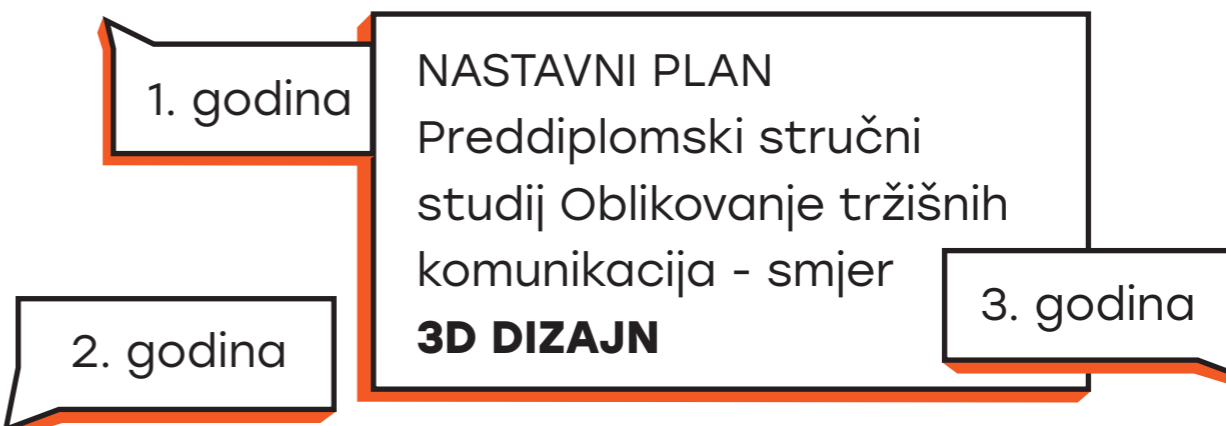 1. godina
NASTAVNI PLAN
Preddiplomski stručni
studij Oblikovanje tržišnih
komunikacija - smjer
3D DIZAJN
2. godina
3. godina